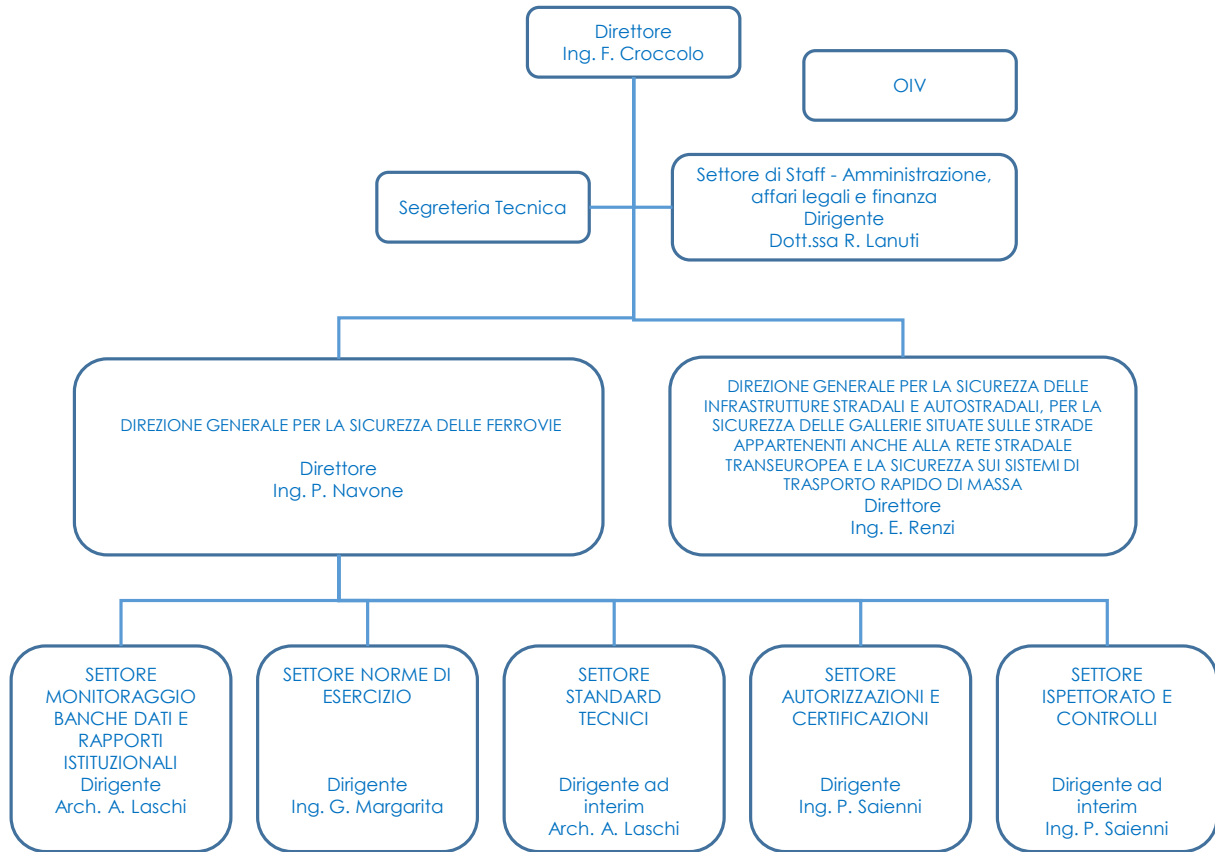 Direttore
Ing. F. Croccolo
OIV
Segreteria Tecnica
Settore di Staff - Amministrazione,
affari legali e finanza
Dirigente
Dott.ssa R. Lanuti
DIREZIONE GENERALE PER LA SICUREZZA DELLE FERROVIE
Direttore
Ing. P. Navone
DIREZIONE GENERALE PER LA SICUREZZA DELLE
INFRASTRUTTURE STRADALI E AUTOSTRADALI, PER LA
SICUREZZA DELLE GALLERIE SITUATE SULLE STRADE
APPARTENENTI ANCHE ALLA RETE STRADALE
TRANSEUROPEA E LA SICUREZZA SUI SISTEMI DI
TRASPORTO RAPIDO DI MASSA
Direttore
Ing. E. Renzi
SETTORE
MONITORAGGIO
BANCHE DATI E
RAPPORTI
ISTITUZIONALI
Dirigente
Arch. A. Laschi
SETTORE NORME DI
ESERCIZIO
Dirigente
Ing. G. Margarita
SETTORE
STANDARD
TECNICI
Dirigente ad
interim
Arch. A. Laschi
SETTORE
AUTORIZZAZIONI E
CERTIFICAZIONI
Dirigente
Ing. P. Saienni
SETTORE
ISPETTORATO E
CONTROLLI
Dirigente ad
interim
Ing. P. Saienni